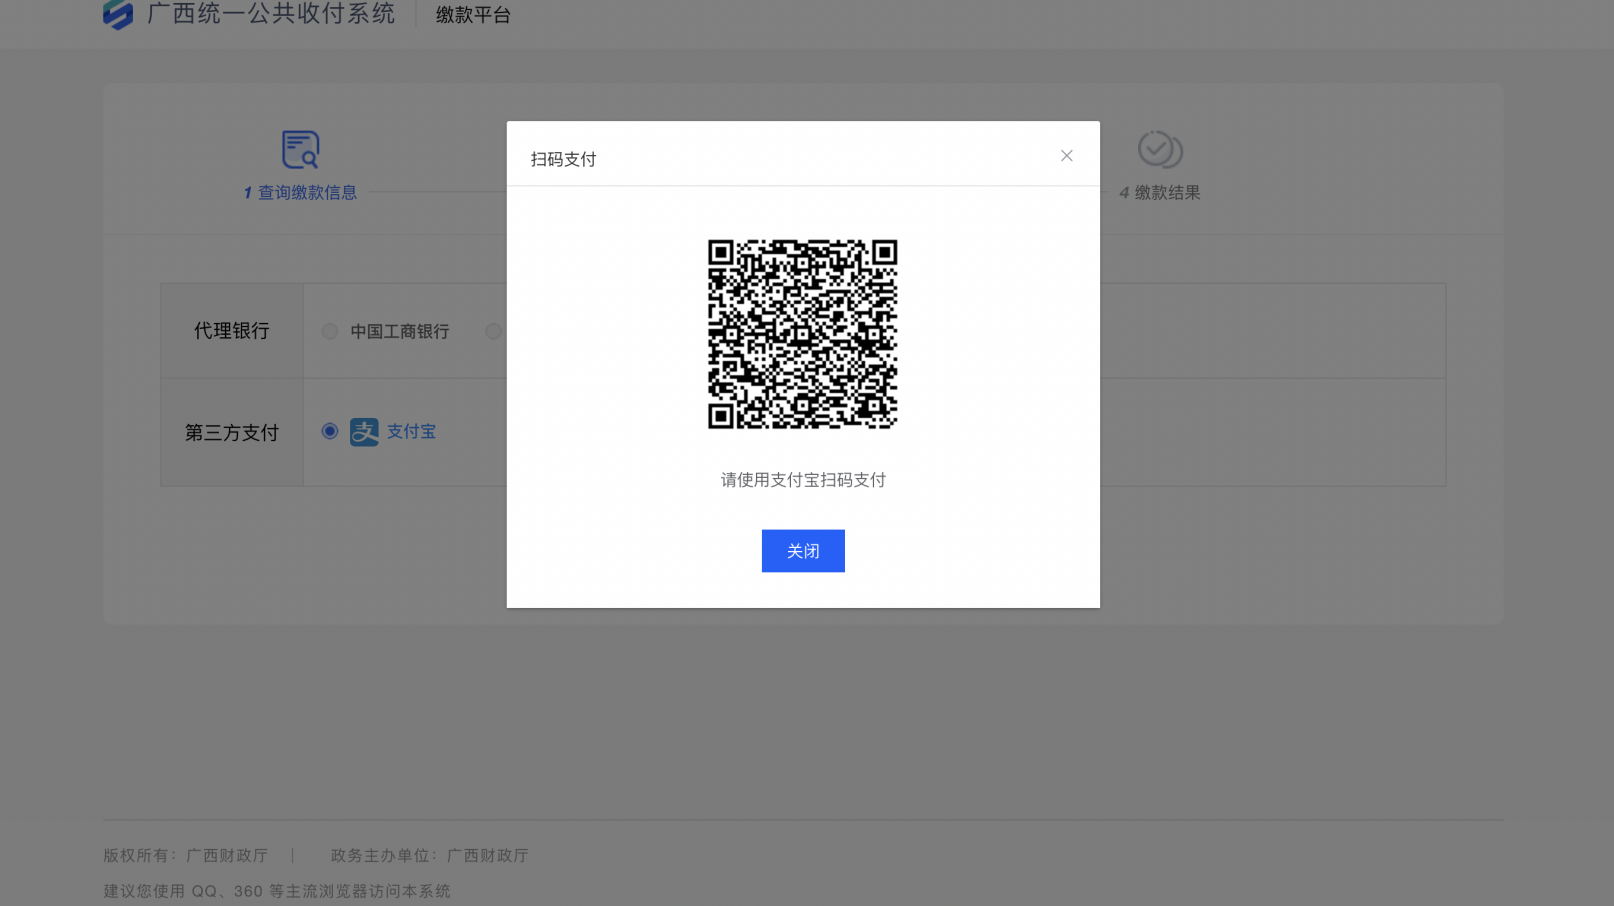 广西统一公共收付系统 缴款平台
扫码支付
1 查询缴款信息
4 缴款结果
代理银行
中国工商银行
第三方支付
支 支付宝
请使用支付宝扫码支付
关闭
版权所有：广西财政厅 | 政务主办单位：广西财政厅
建议您使用 QQ、360 等主流浏览器访问本系统